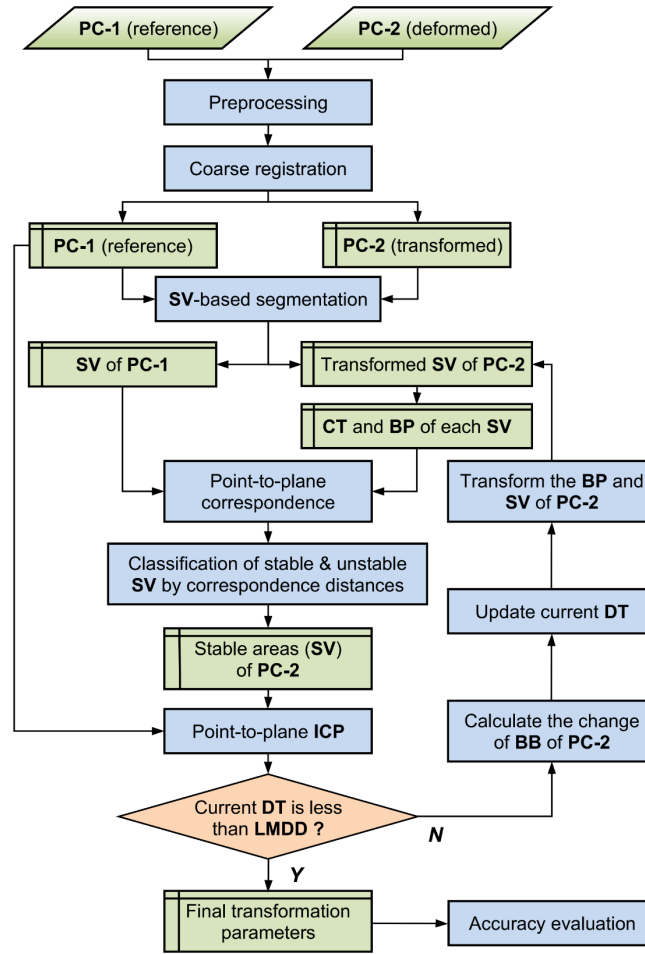 PC-1 (reference)
PC-2 (deformed)
Preprocessing
Coarse registration
PC-1 (reference)
PC-2 (transformed)
SV-based segmentation
SV of PC-1
Transformed SV of PC-2
CT and BP of each SV
Point-to-plane
correspondence
Transform the BP and
SV of PC-2
Classification of stable & unstable
SV by correspondence distances
Update current DT
Stable areas (SV)
of PC-2
Point-to-plane ICP
Calculate the change
of BB of PC-2
Current DT is less
than LMDD ?
N
Y
Final transformation
parameters
Accuracy evaluation